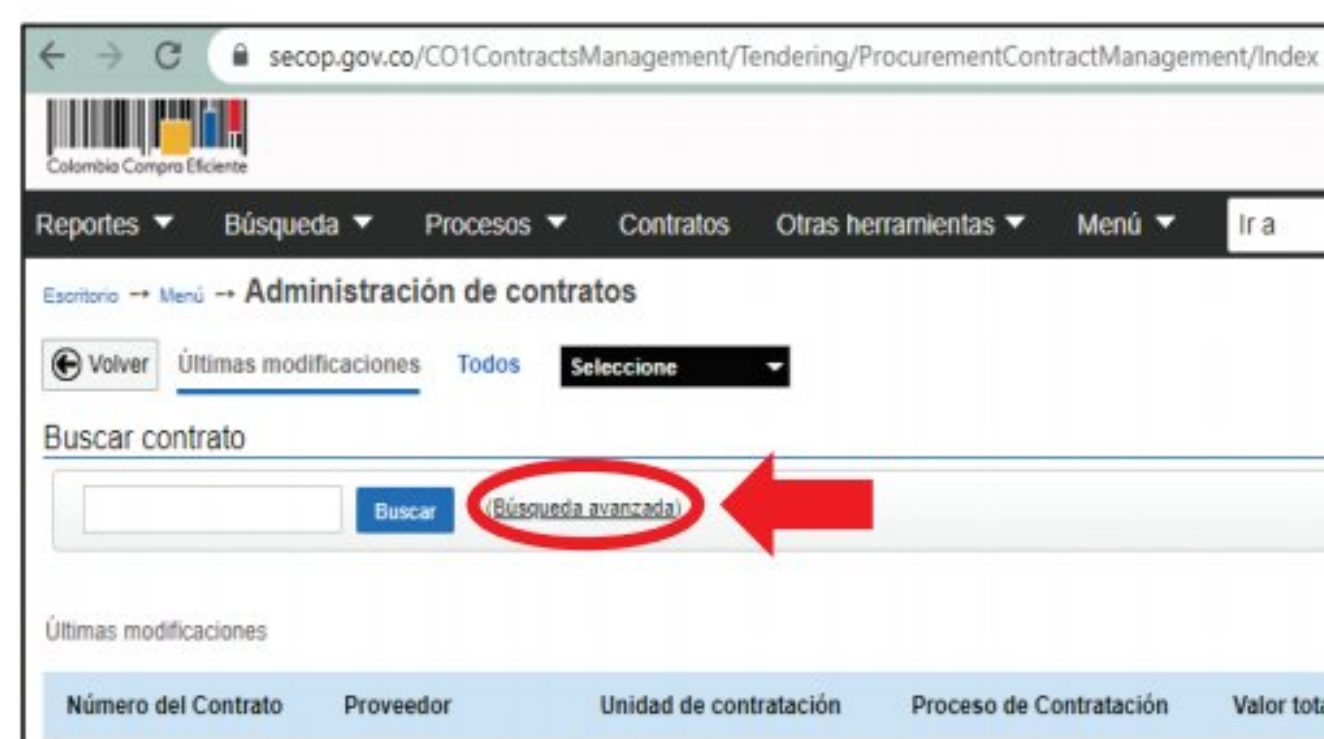 secop.gov.co/CO1ContractsManagement/Tendering/ProcurementContractManagement/Index
Colombia Compra Eficiente
Reportes Búsqueda Procesos Contratos Otras herramientas Menú Ir a
Escritorio → Menú → Administración de contratos
Volver Últimas modificaciones Todos Seleccione
Buscar contrato
Buscar (Búsqueda avanzada)
Últimas modificaciones
Número del Contrato Proveedor Unidad de contratación Proceso de Contratación Valor tota